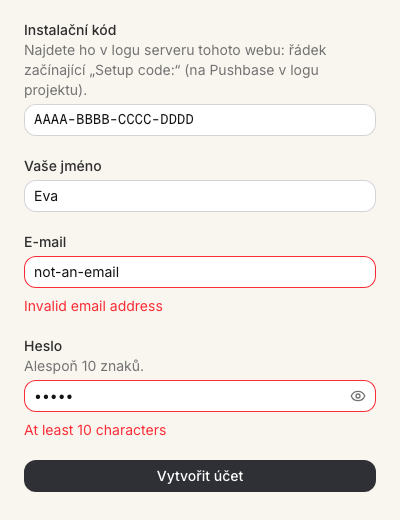 Instalační kód
Najdete ho v logu serveru tohoto webu: řádek
začínající „Setup code:“ (na Pushbase v logu
projektu).
AAAA-BBBB-CCCC-DDDD
Vaše jméno
Eva
E-mail
not-an-email
Invalid email address
Heslo
Alespoň 10 znaků.
•••••
At least 10 characters
Vytvořit účet